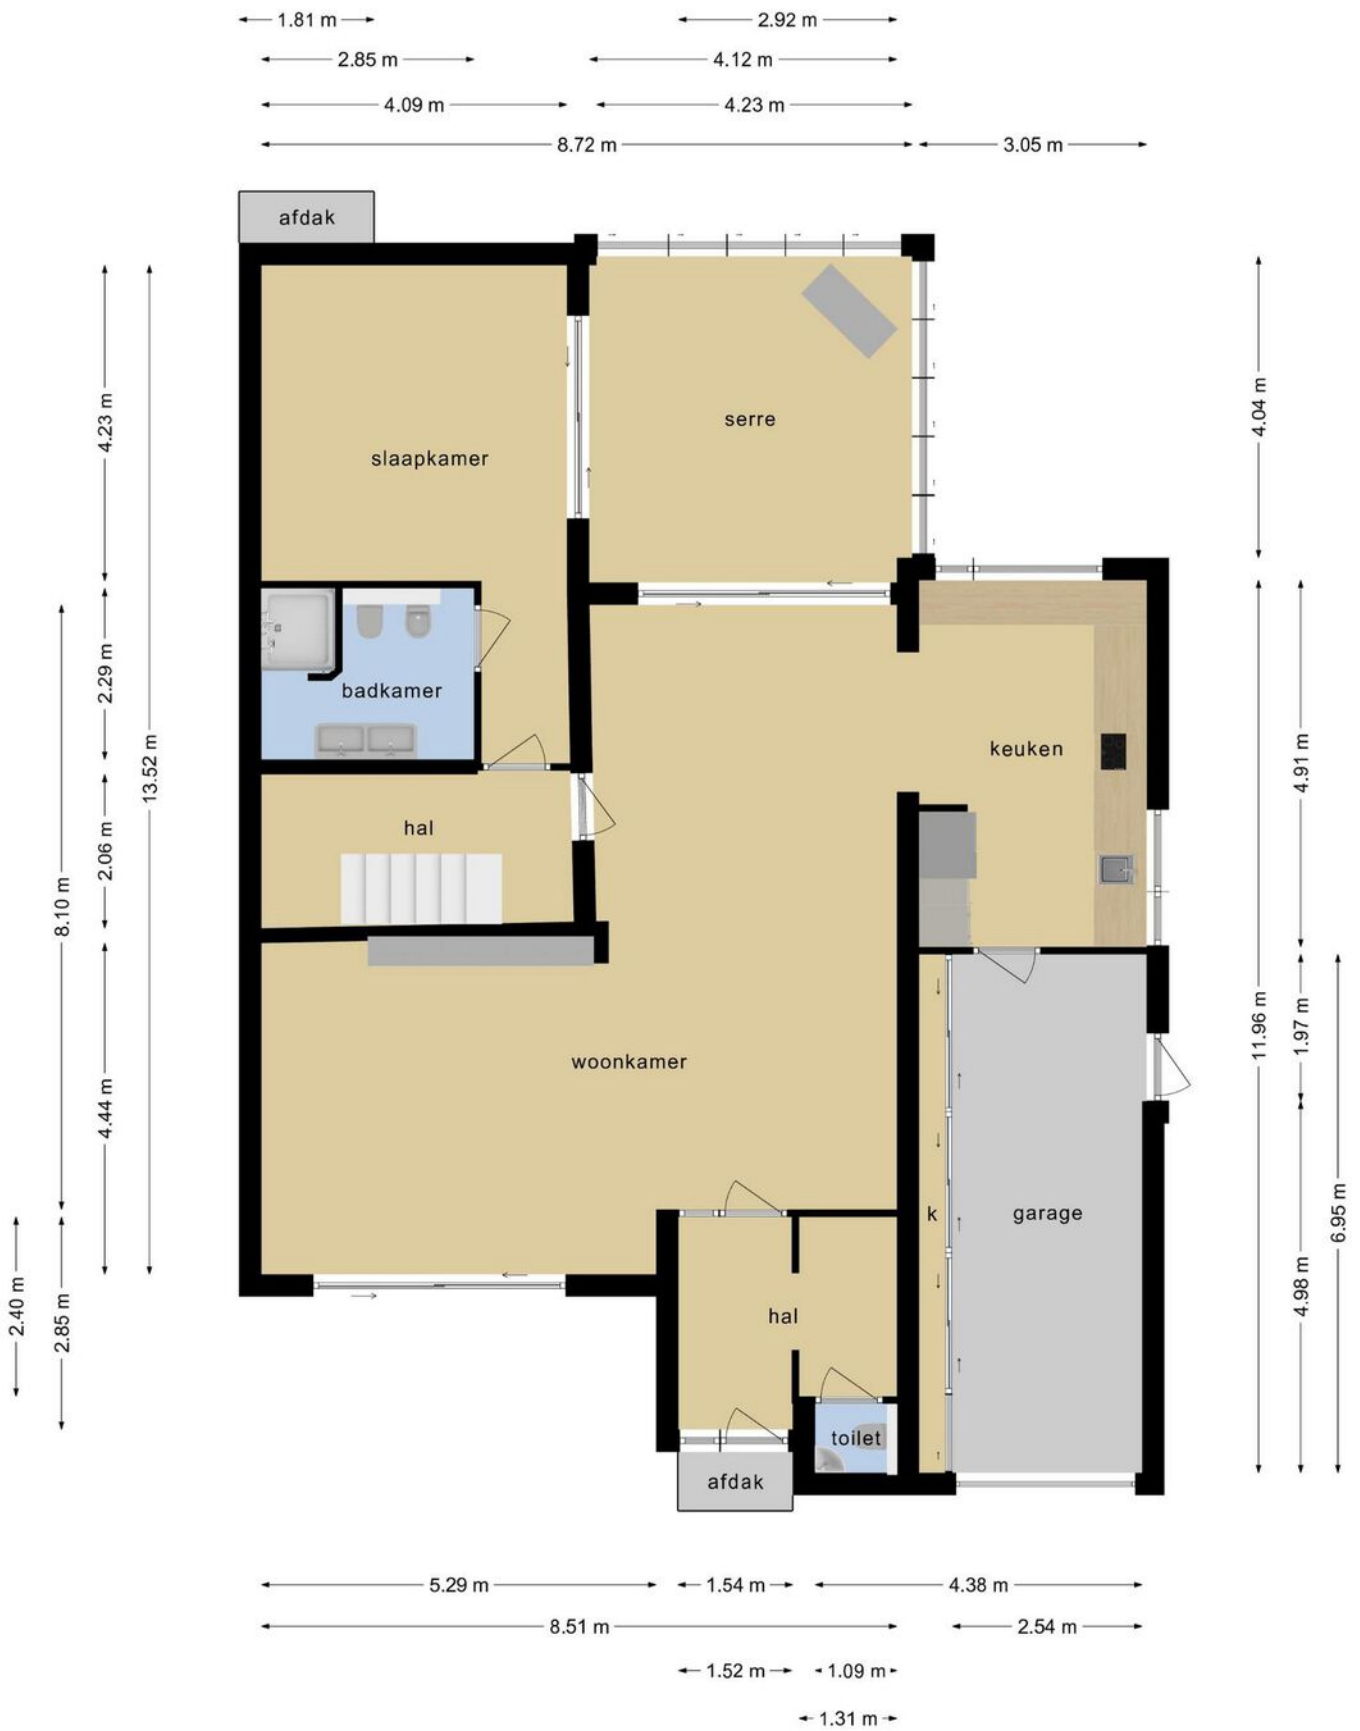 1.81 m
2.92 m
2.85 m
4.12 m
4.09 m
4.23 m
8.72 m
3.05 m
afdak
4.23 m
13.52 m
slaapkamer
serre
4.04 m
2.29 m
badkamer
keuken
4.91 m
2.06 m
hal
8.10 m
4.44 m
woonkamer
11.96 m
1.97 m
k
garage
6.95 m
2.40 m
2.85 m
hal
4.98 m
toilet
afdak
5.29 m
1.54 m
4.38 m
8.51 m
2.54 m
1.52 m
1.09 m
1.31 m